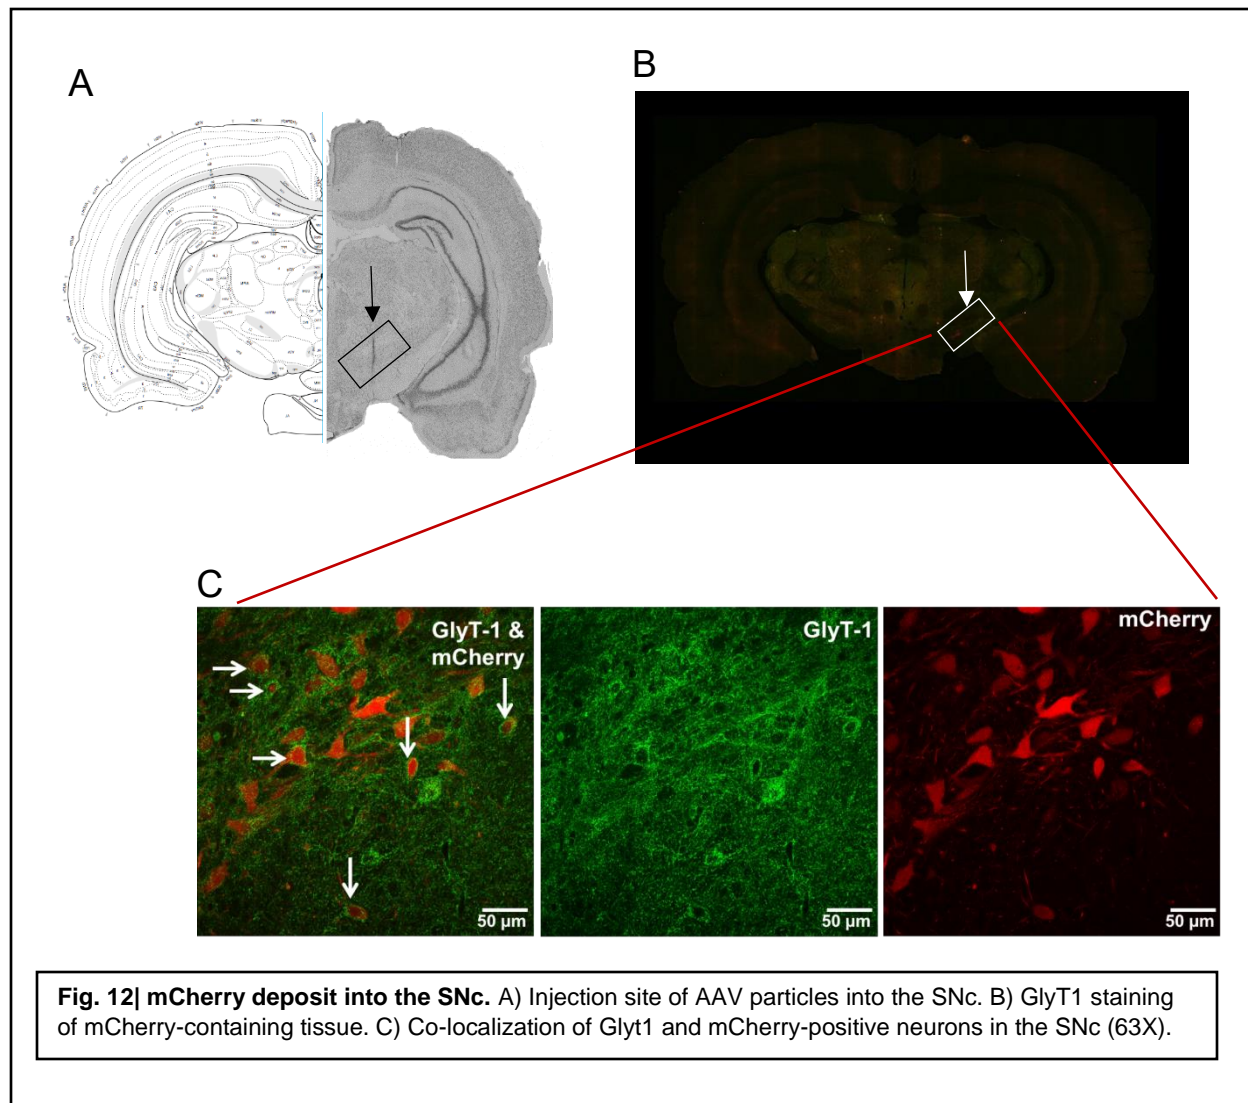 A
B
C
GlyT-1 &
mCherry
50 µm
GlyT-1
50 µm
mCherry
50 µm
Fig. 12| mCherry deposit into the SNc. A) Injection site of AAV particles into the SNc. B) GlyT1 staining
of mCherry-containing tissue. C) Co-localization of Glyt1 and mCherry-positive neurons in the SNc (63X).